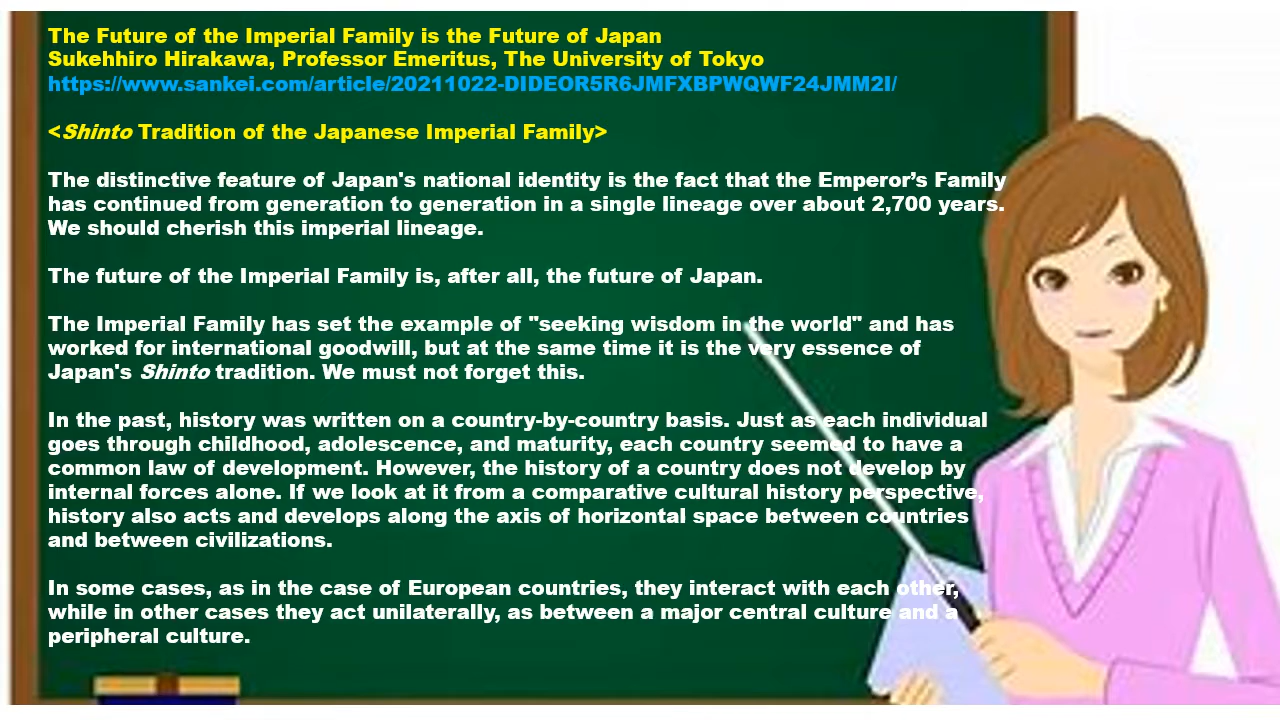 The Future of the Imperial Family is the Future of Japan
Sukehhiro Hirakawa, Professor Emeritus, The University of Tokyo
https://www.sankei.com/article/20211022-DIDEOR5R6JMFXBPWQWF24JMM2I/
<Shinto Tradition of the Japanese Imperial Family>
The distinctive feature of Japan's national identity is the fact that the Emperor’s Family
has continued from generation to generation in a single lineage over about 2,700 years.
We should cherish this imperial lineage.
The future of the Imperial Family is, after all, the future of Japan.
The Imperial Family has set the example of "seeking wisdom in the world" and has
worked for international goodwill, but at the same time it is the very essence of
Japan's Shinto tradition. We must not forget this.
In the past, history was written on a country-by-country basis. Just as each individual
goes through childhood, adolescence, and maturity, each country seemed to have a
common law of development. However, the history of a country does not develop by
internal forces alone. If we look at it from a comparative cultural history perspective,
history also acts and develops along the axis of horizontal space between countries
and between civilizations.
In some cases, as in the case of European countries, they interact with each other,
while in other cases they act unilaterally, as between a major central culture and a
peripheral culture.